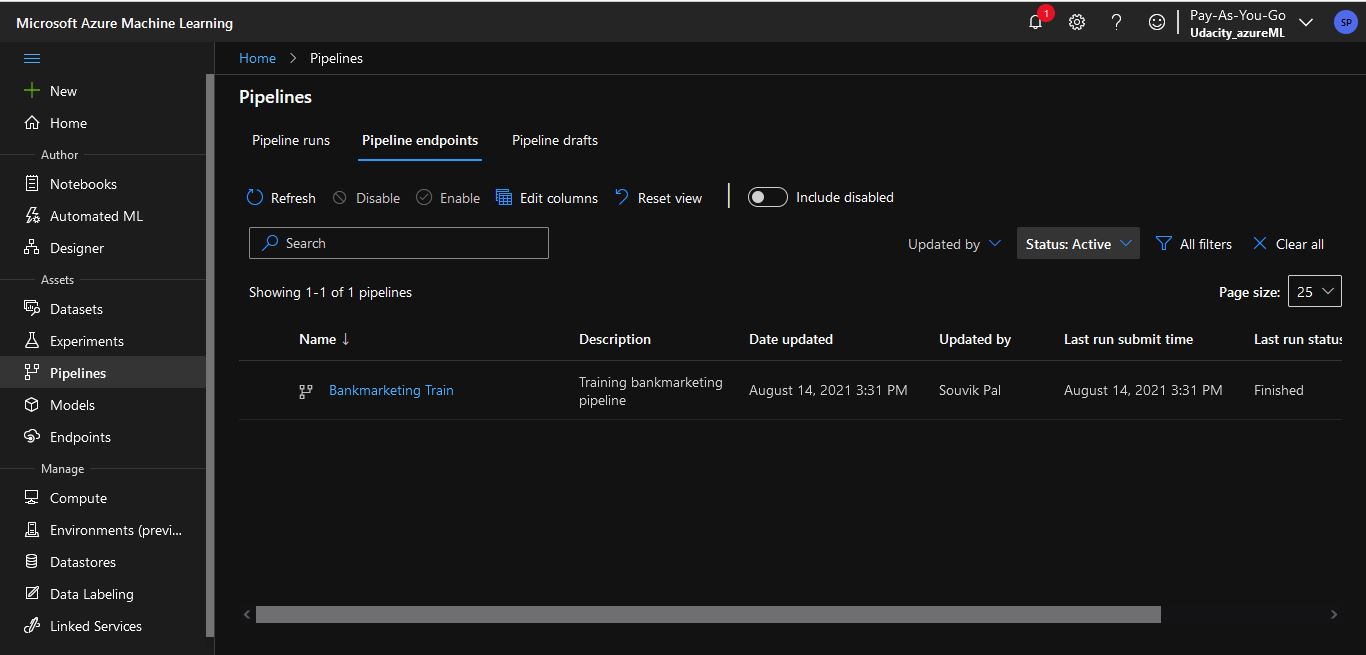 Microsoft Azure Machine Learning
1
Pay-As-You-Go
Udacity_azureML
SP
New
Home
Author
Notebooks
Automated ML
Designer
Assets
Datasets
Experiments
Pipelines
Models
Endpoints
Manage
Compute
Environments (previ...
Datastores
Data Labeling
Linked Services
Home > Pipelines
Pipelines
Pipeline runs Pipeline endpoints Pipeline drafts
Refresh Disable Enable Edit columns Reset view Include disabled
Search
Updated by Status: Active All filters Clear all
Showing 1-1 of 1 pipelines
Page size: 25
Name ↓ Description Date updated Updated by Last run submit time Last run status
Bankmarketing Train Training bankmarketing August 14, 2021 3:31 PM Souvik Pal August 14, 2021 3:31 PM Finished
pipeline